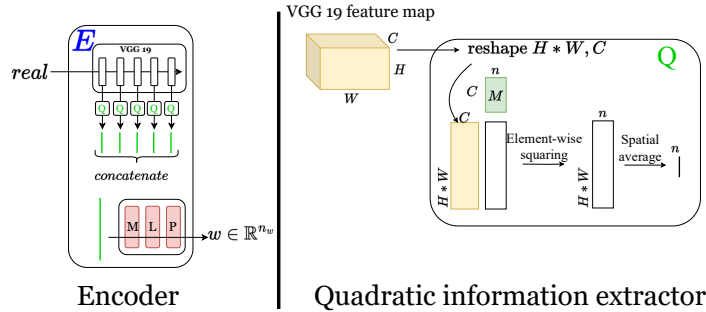 E
VGG 19
real
Q Q Q Q Q
concatenate
M L P
w ∈ ℝ^{n_w}
Encoder
VGG 19 feature map
C
H
W
reshape H * W, C
Q
n
C M
C
H * W
Element-wise
squaring
n
H * W
Spatial
average
n
Quadratic information extractor